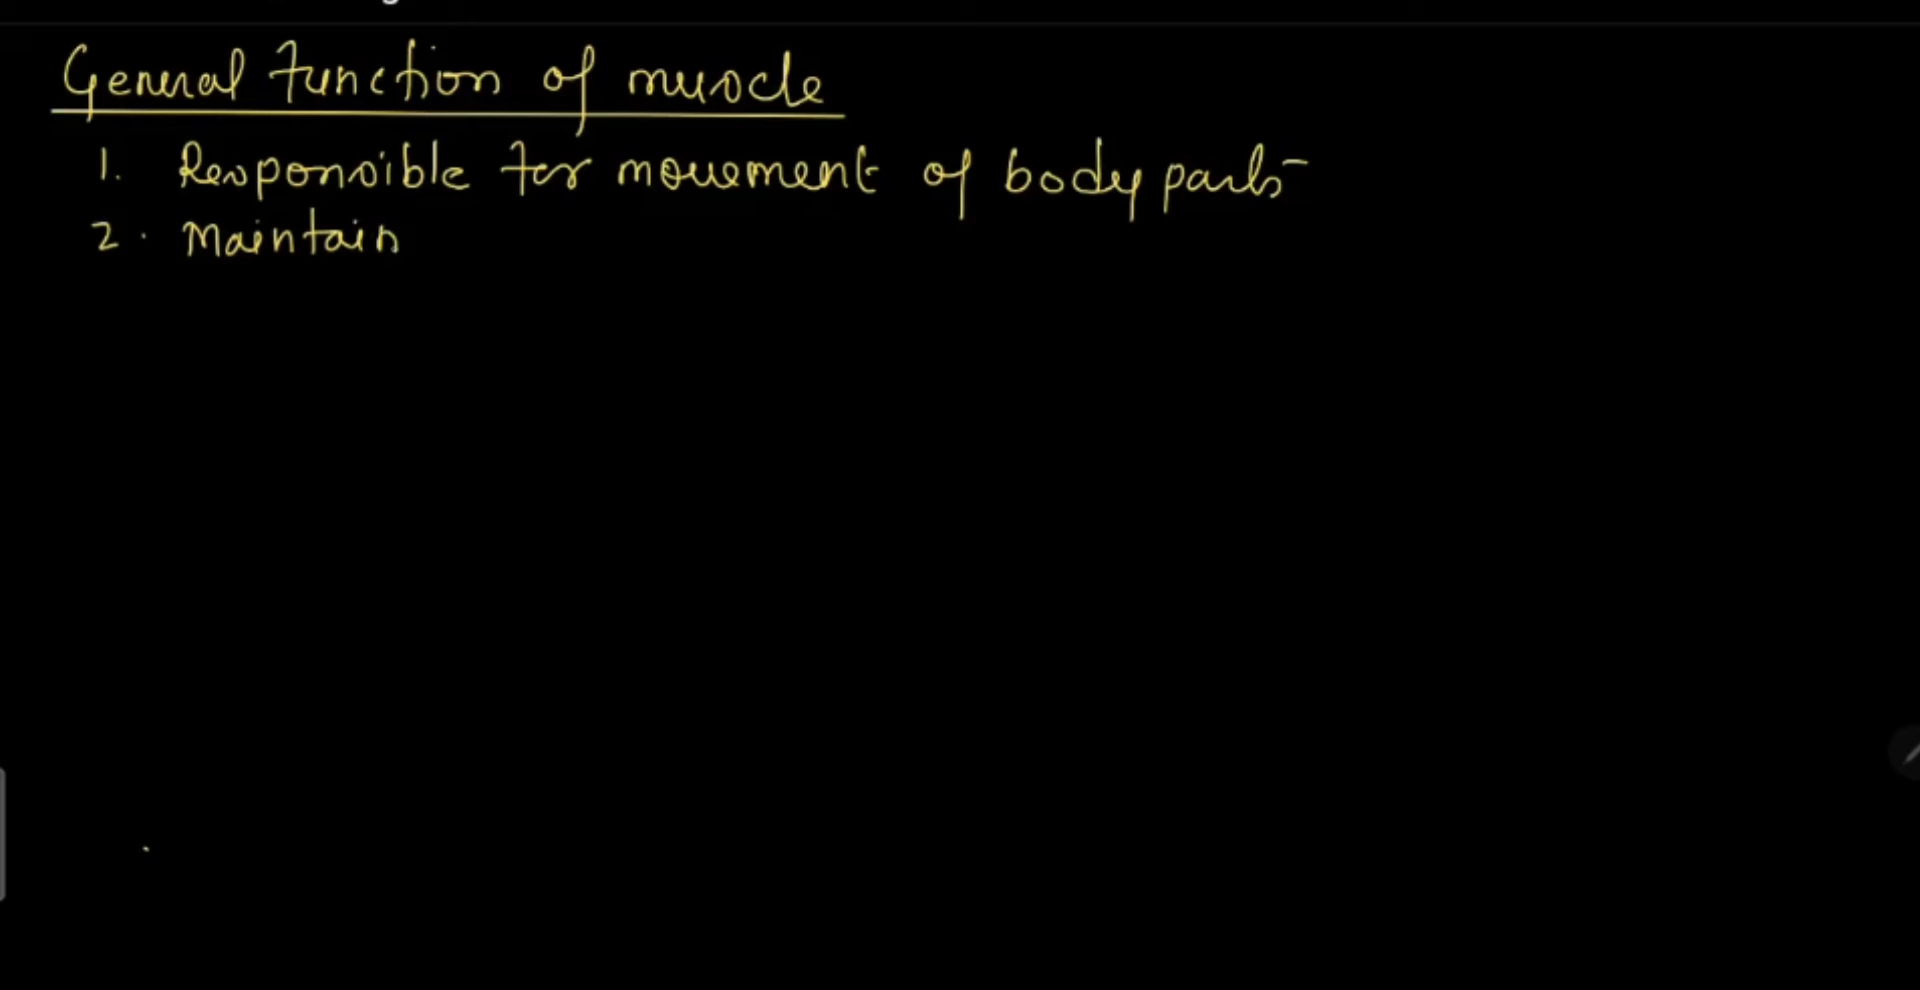 General function of muscle
1. Responsible for movement of body parts
2. Maintain